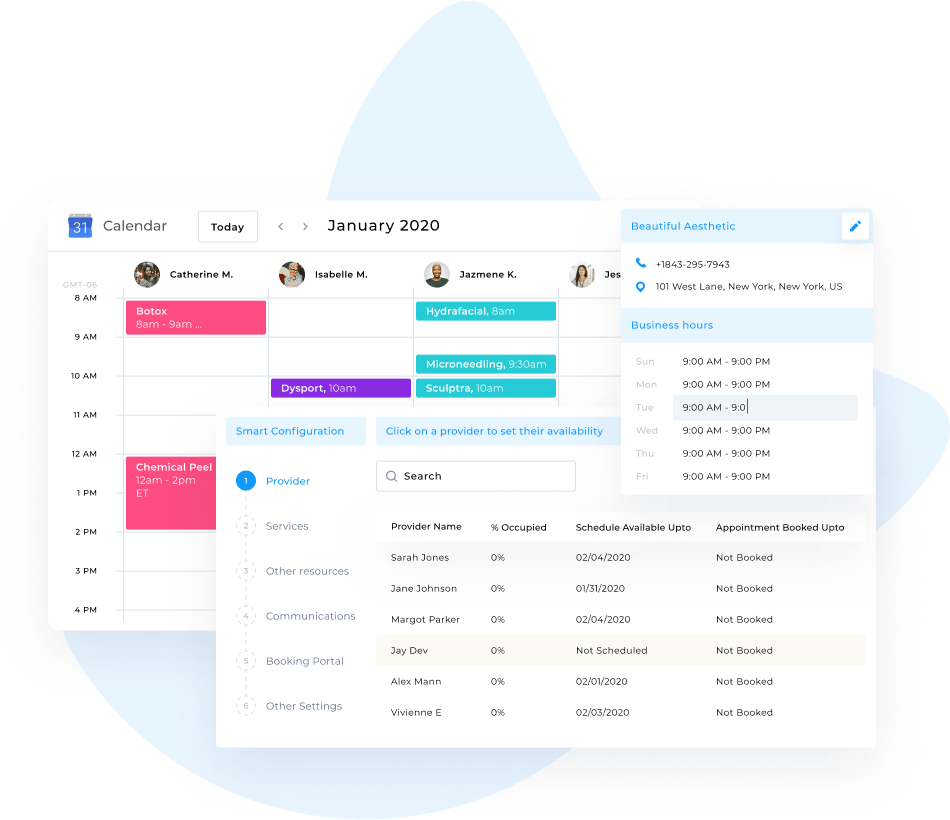 31 Calendar Today < > January 2020
Catherine M. Isabelle M. Jazmene K. Jes
GMT-06
8 AM
9 AM
10 AM
11 AM
12 AM
1 PM
2 PM
3 PM
4 PM
Botox
8am - 9am ...
Chemical Peel
12am - 2pm
ET
Dysport, 10am
Hydrafacial, 8am
Microneedling, 9:30am
Sculptra, 10am
Beautiful Aesthetic
+1843-295-7943
101 West Lane, New York, New York, US
Business hours
Sun 9:00 AM - 9:00 PM
Mon 9:00 AM - 9:00 PM
Tue 9:00 AM - 9:0
Wed 9:00 AM - 9:00 PM
Thu 9:00 AM - 9:00 PM
Fri 9:00 AM - 9:00 PM
Smart Configuration
1 Provider
2 Services
3 Other resources
4 Communications
5 Booking Portal
6 Other Settings
Click on a provider to set their availability
Search
Provider Name % Occupied Schedule Available Upto Appointment Booked Upto
Sarah Jones 0% 02/04/2020 Not Booked
Jane Johnson 0% 01/31/2020 Not Booked
Margot Parker 0% 02/04/2020 Not Booked
Jay Dev 0% Not Scheduled Not Booked
Alex Mann 0% 02/01/2020 Not Booked
Vivienne E 0% 02/03/2020 Not Booked